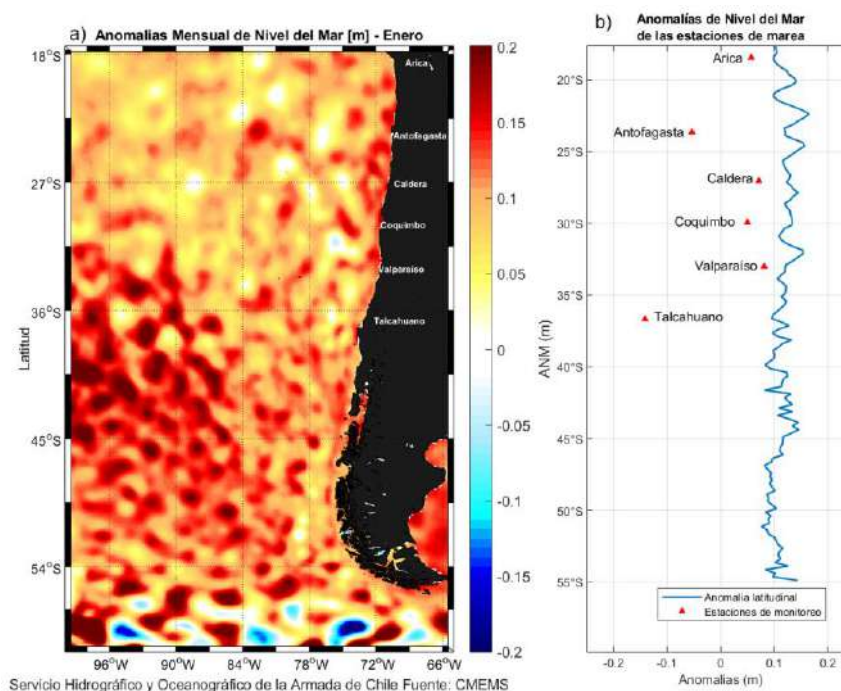 a) Anomalias Mensual de Nivel del Mar [m] - Enero
18°S
27°S
36°S
45°S
54°S
Latitud
96°W
90°W
84°W
78°W
72°W
66°W
Arica
Antofagasta
Caldera
Coquimbo
Valparaíso
Talcahuano
0.2
0.15
0.1
0.05
0
-0.05
-0.1
-0.15
-0.2
Servicio Hidrográfico y Oceanográfico de la Armada de Chile Fuente: CMEMS
b)
Anomalías de Nivel del Mar
de las estaciones de marea
20°S
25°S
30°S
35°S
40°S
45°S
50°S
55°S
ANM (m)
Arica
Antofagasta
Caldera
Coquimbo
Valparaíso
Talcahuano
Anomalía latitudinal
Estaciones de monitoreo
-0.2
-0.1
0
0.1
0.2
Anomalías (m)